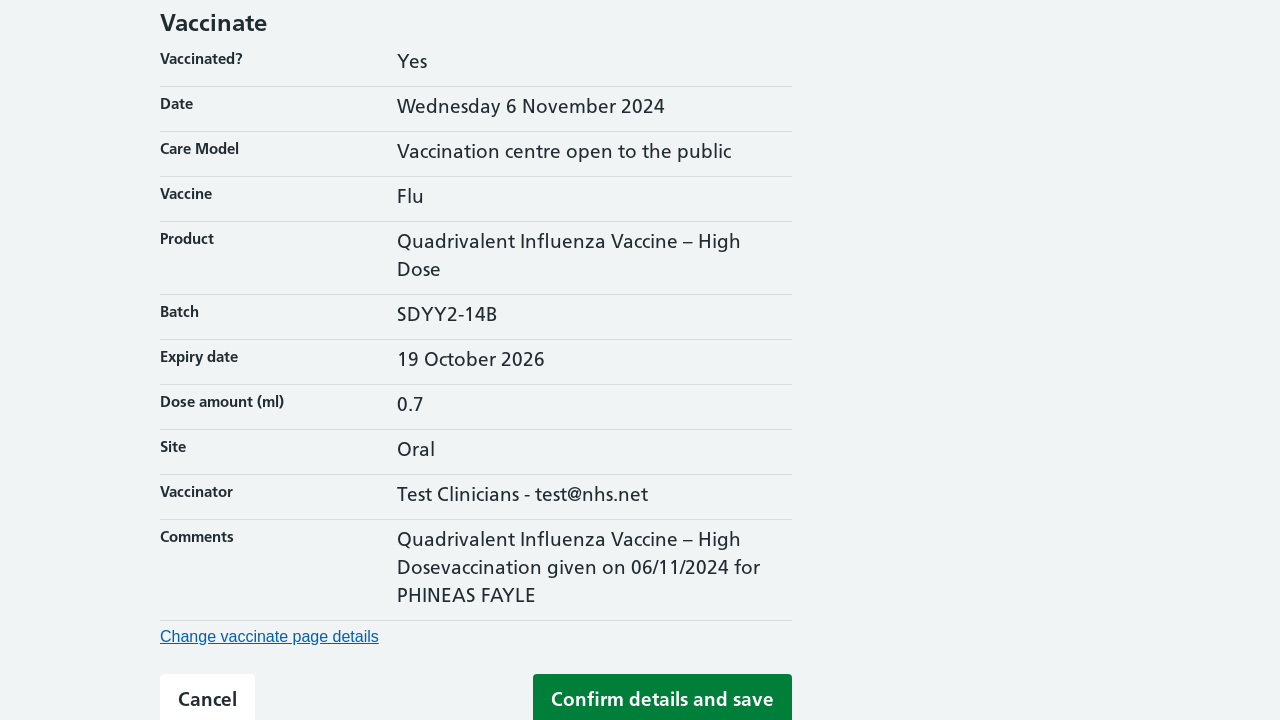 Vaccinate
Vaccinated? Yes
Date Wednesday 6 November 2024
Care Model Vaccination centre open to the public
Vaccine Flu
Product Quadrivalent Influenza Vaccine – High
Dose
Batch SDYY2-14B
Expiry date 19 October 2026
Dose amount (ml) 0.7
Site Oral
Vaccinator Test Clinicians - test@nhs.net
Comments Quadrivalent Influenza Vaccine – High
Dosevaccination given on 06/11/2024 for
PHINEAS FAYLE
Change vaccinate page details
Cancel Confirm details and save